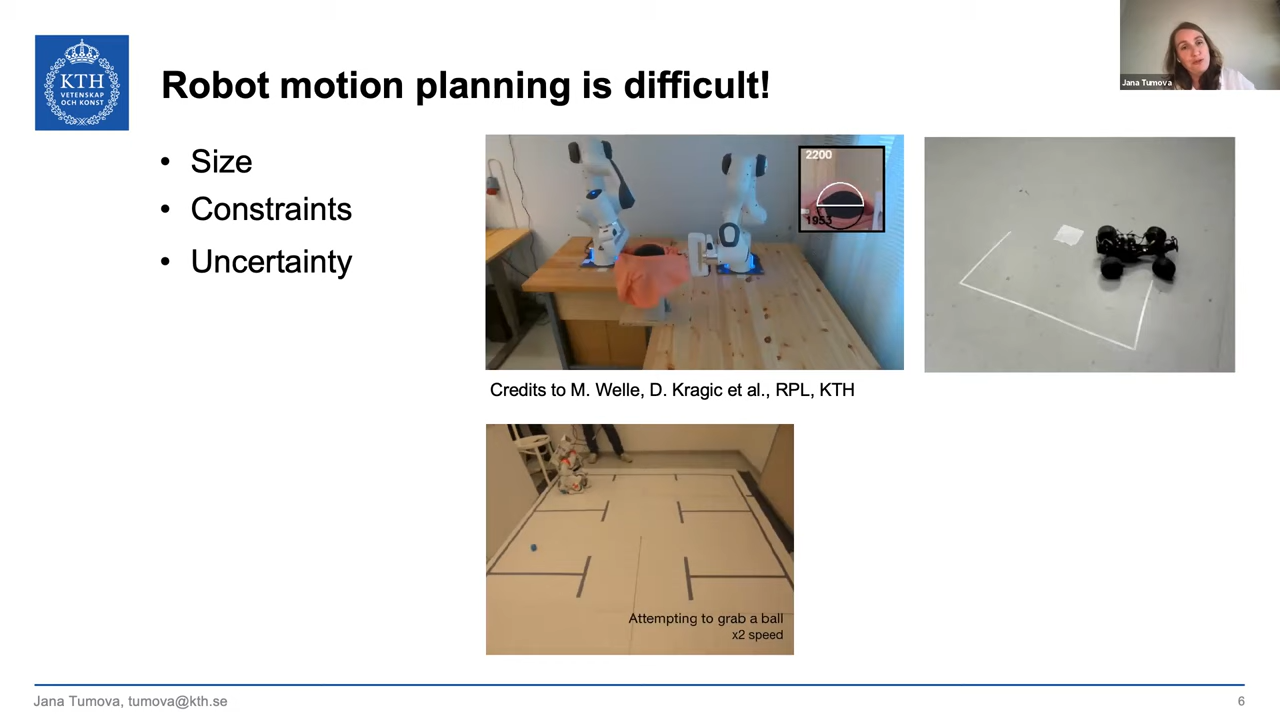 KTH
VETENSKAP
OCH KONST
Robot motion planning is difficult!
Jana Tumova
• Size
• Constraints
• Uncertainty
2200
1953
Credits to M. Welle, D. Kragic et al., RPL, KTH
Attempting to grab a ball
x2 speed
Jana Tumova, tumova@kth.se
6